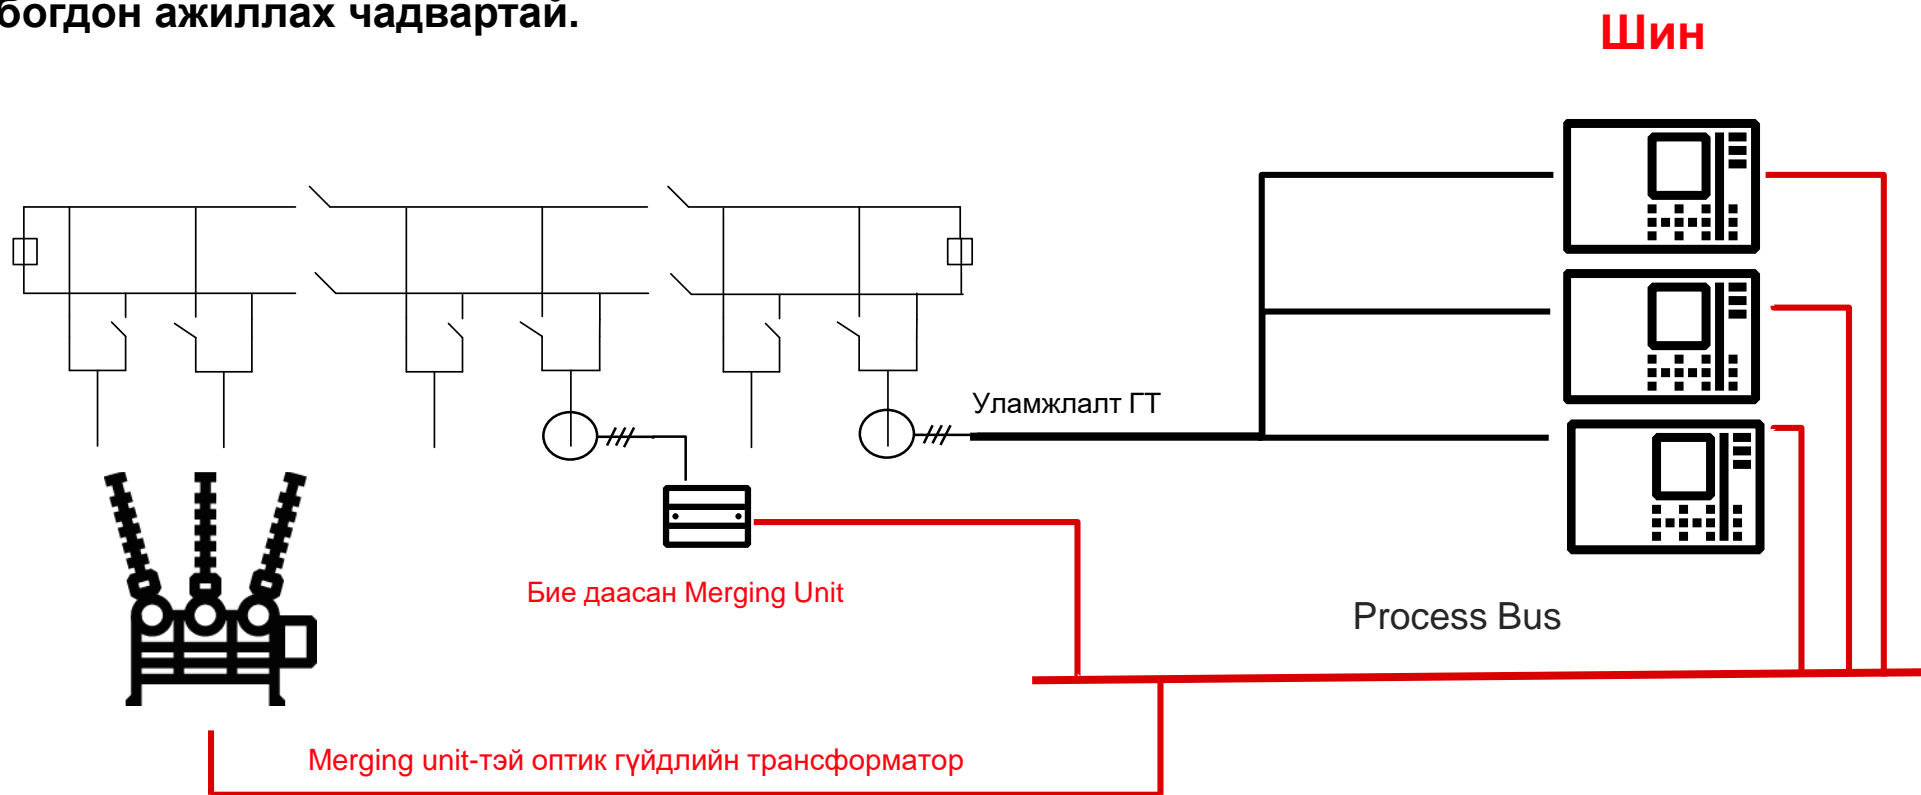 богдон ажиллах чадвартай.
Шин
Уламжлалт ГТ
Бие даасан Merging Unit
Process Bus
Merging unit-тэй оптик гүйдлийн трансформатор